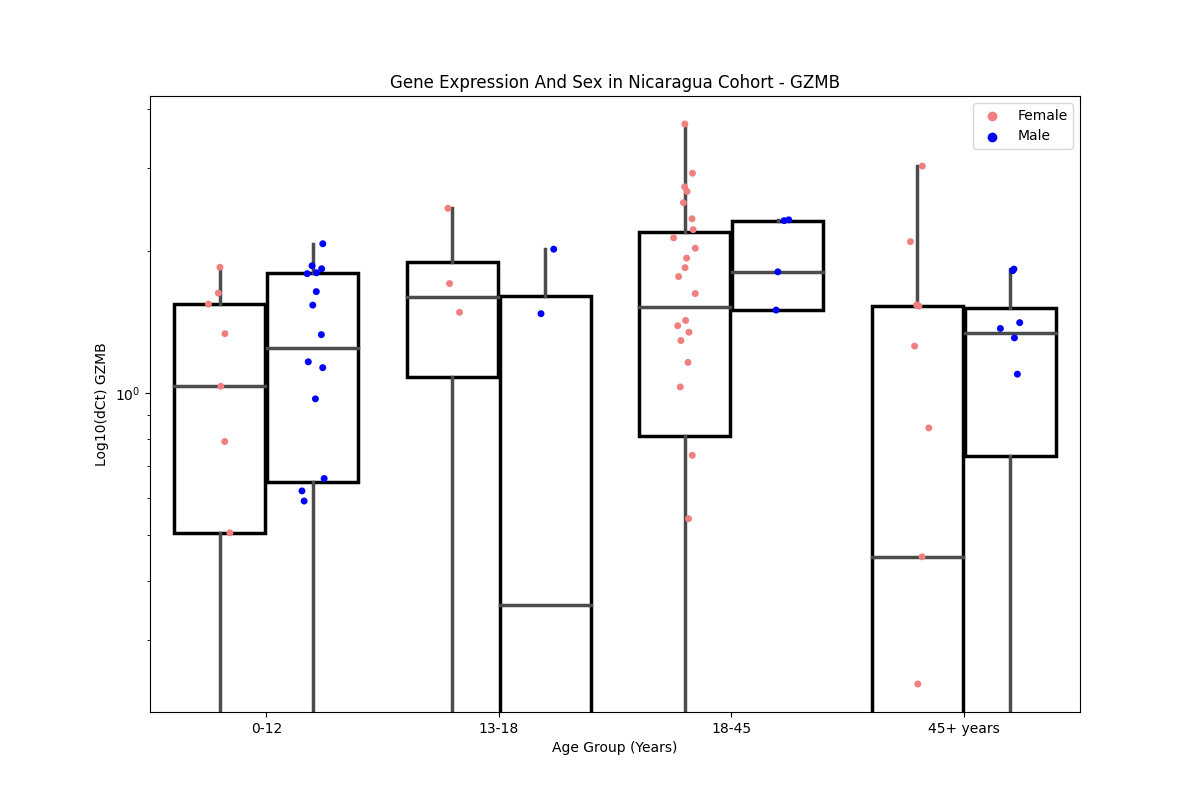 Gene Expression And Sex in Nicaragua Cohort - GZMB
Female
Male
Log10(dCt) GZMB
10⁰
0-12
13-18
18-45
45+ years
Age Group (Years)